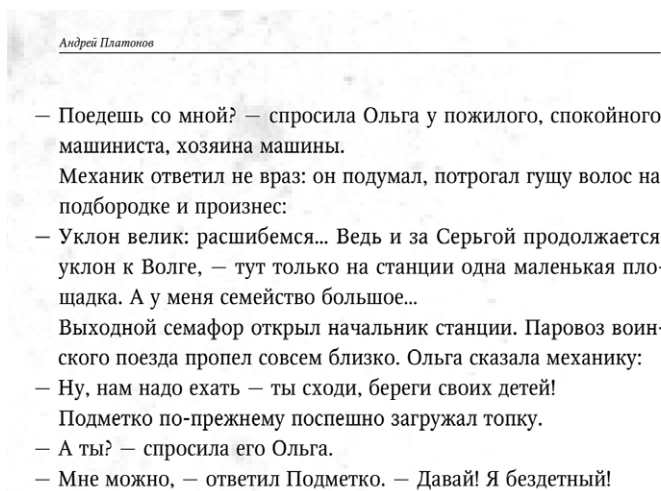 Андрей Платонов
— Поедешь со мной? — спросила Ольга у пожилого, спокойного
машиниста, хозяина машины.
Механик ответил не враз: он подумал, потрогал гущу волос на
подбородке и произнес:
— Уклон велик: расшибемся... Ведь и за Серьгой продолжается
уклон к Волге, — тут только на станции одна маленькая пло-
щадка. А у меня семейство большое...
Выходной семафор открыл начальник станции. Паровоз воин-
ского поезда пропел совсем близко. Ольга сказала механику:
— Ну, нам надо ехать — ты сходи, береги своих детей!
Подметко по-прежнему поспешно загружал топку.
— А ты? — спросила его Ольга.
— Мне можно, — ответил Подметко. — Давай! Я бездетный!